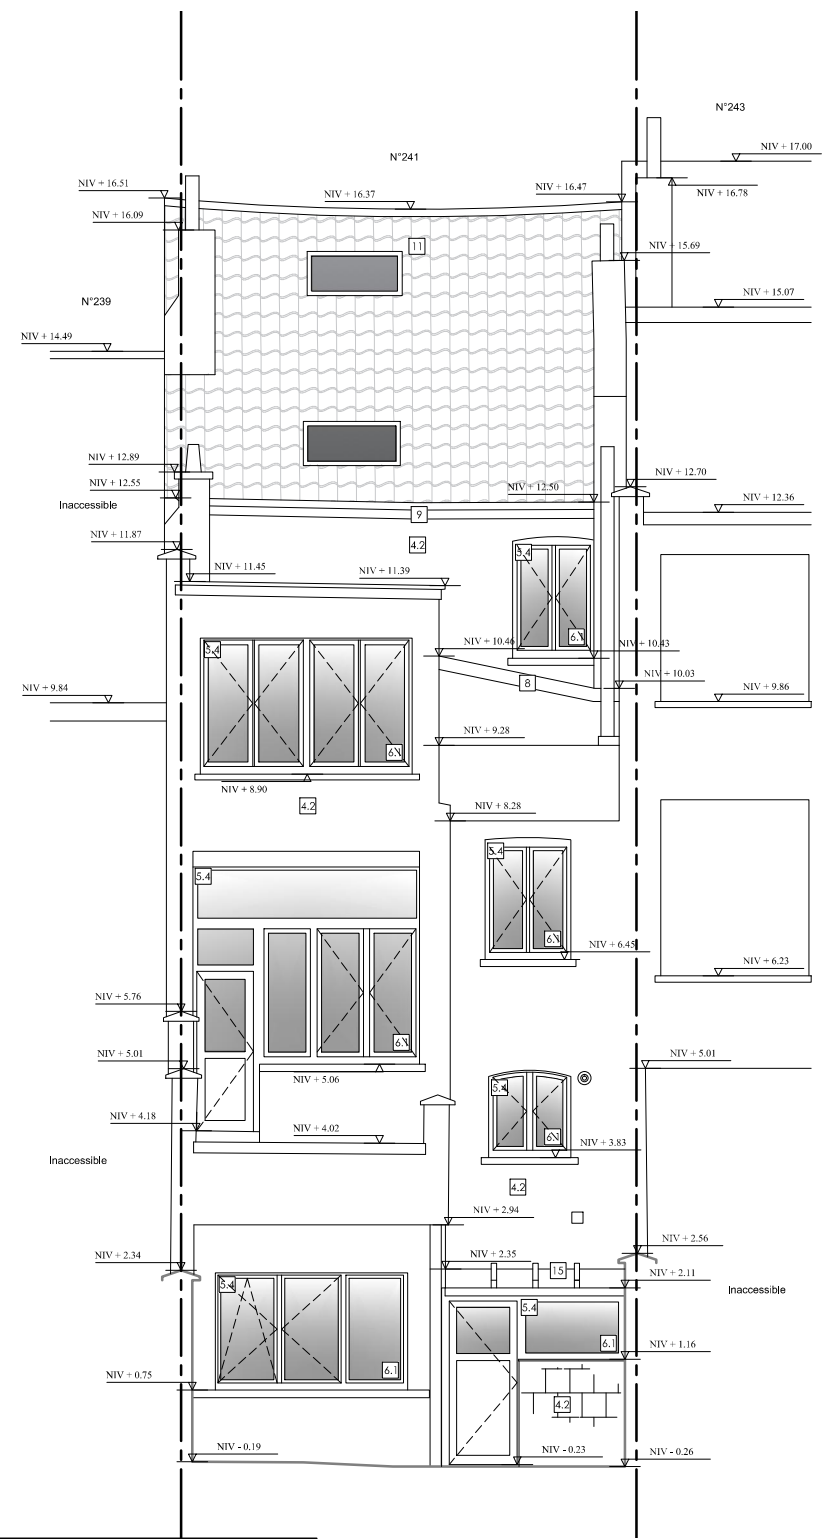 N°243
NIV + 17.00
N°241
NIV + 16.51
NIV + 16.37
NIV + 16.47
NIV + 16.78
NIV + 16.09
11
NIV + 15.69
N°239
NIV + 15.07
NIV + 14.49
NIV + 12.89
NIV + 12.70
NIV + 12.55
NIV + 12.50
Inaccessible
NIV + 12.36
9
NIV + 11.87
4.2
5.4
NIV + 11.45
NIV + 11.39
6.1
5.4
NIV + 10.46
NIV + 10.43
NIV + 10.03
NIV + 9.84
8
NIV + 9.86
NIV + 9.28
6.1
NIV + 8.90
4.2
NIV + 8.28
5.4
5.4
6.1
NIV + 6.45
NIV + 6.23
NIV + 5.76
6.1
NIV + 5.01
NIV + 5.01
NIV + 5.06
5.4
NIV + 4.18
NIV + 4.02
6.1
NIV + 3.83
Inaccessible
4.2
NIV + 2.94
NIV + 2.56
NIV + 2.34
NIV + 2.35
15
NIV + 2.11
5.4
Inaccessible
5.4
6.1
NIV + 1.16
NIV + 0.75
6.1
4.2
NIV - 0.19
NIV - 0.23
NIV - 0.26